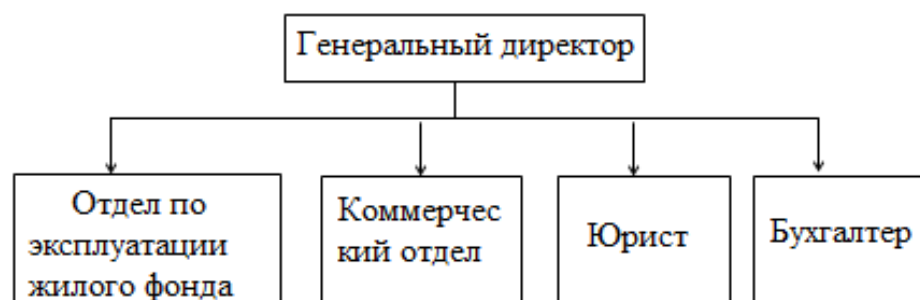 Генеральный директор
Отдел по
эксплуатации
жилого фонда
Коммерчес
кий отдел
Юрист
Бухгалтер